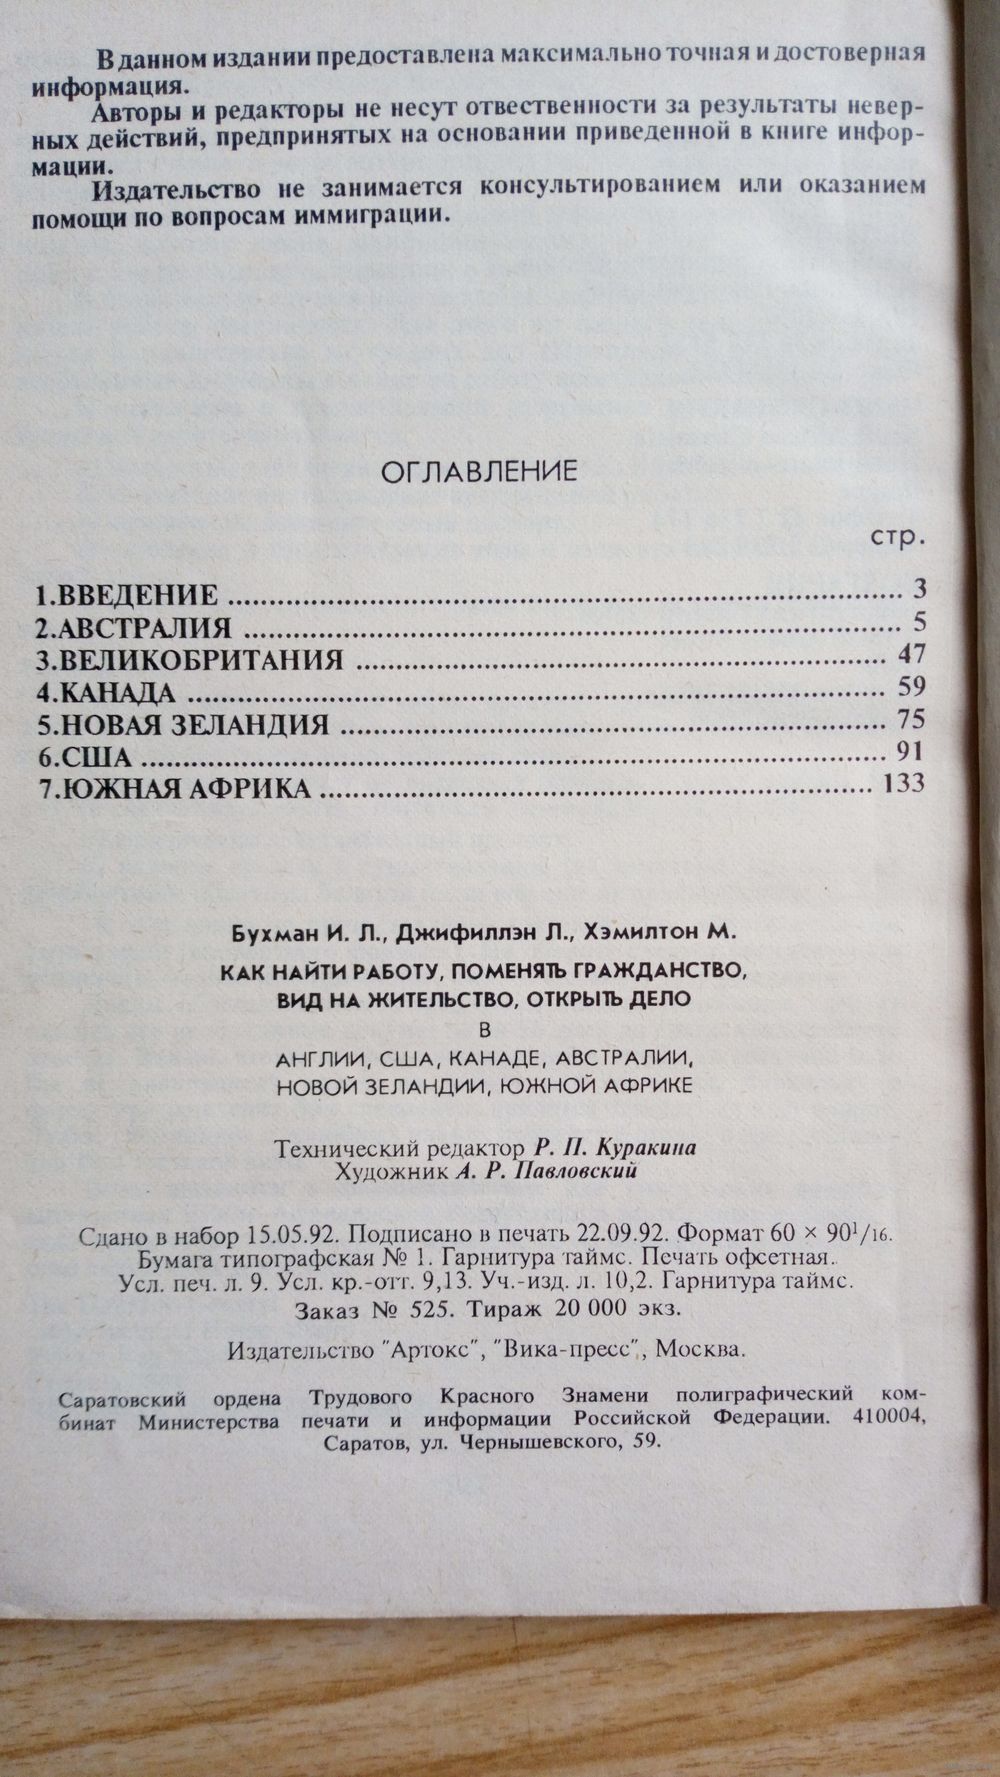 В данном издании предоставлена максимально точная и достоверная
информация.
Авторы и редакторы не несут отвественности за результаты невер-
ных действий, предпринятых на основании приведенной в книге инфор-
мации.
Издательство не занимается консультированием или оказанием
помощи по вопросам иммиграции.
ОГЛАВЛЕНИЕ
стр.
1.ВВЕДЕНИЕ ........ 3
2.АВСТРАЛИЯ ........ 5
3.ВЕЛИКОБРИТАНИЯ ........ 47
4.КАНАДА ........ 59
5.НОВАЯ ЗЕЛАНДИЯ ........ 75
6.США ........ 91
7.ЮЖНАЯ АФРИКА ........ 133
Бухман И. Л., Джифиллэн Л., Хэмилтон М.
КАК НАЙТИ РАБОТУ, ПОМЕНЯТЬ ГРАЖДАНСТВО,
ВИД НА ЖИТЕЛЬСТВО, ОТКРЫТЬ ДЕЛО
В
АНГЛИИ, США, КАНАДЕ, АВСТРАЛИИ,
НОВОЙ ЗЕЛАНДИИ, ЮЖНОЙ АФРИКЕ
Технический редактор Р. П. Куракина
Художник А. Р. Павловский
Сдано в набор 15.05.92. Подписано в печать 22.09.92. Формат 60 × 90¹/₁₆.
Бумага типографская № 1. Гарнитура таймс. Печать офсетная.
Усл. печ. л. 9. Усл. кр.-отт. 9,13. Уч.-изд. л. 10,2. Гарнитура таймс.
Заказ № 525. Тираж 20 000 экз.
Издательство "Артокс", "Вика-пресс", Москва.
Саратовский ордена Трудового Красного Знамени полиграфический ком-
бинат Министерства печати и информации Российской Федерации. 410004,
Саратов, ул. Чернышевского, 59.